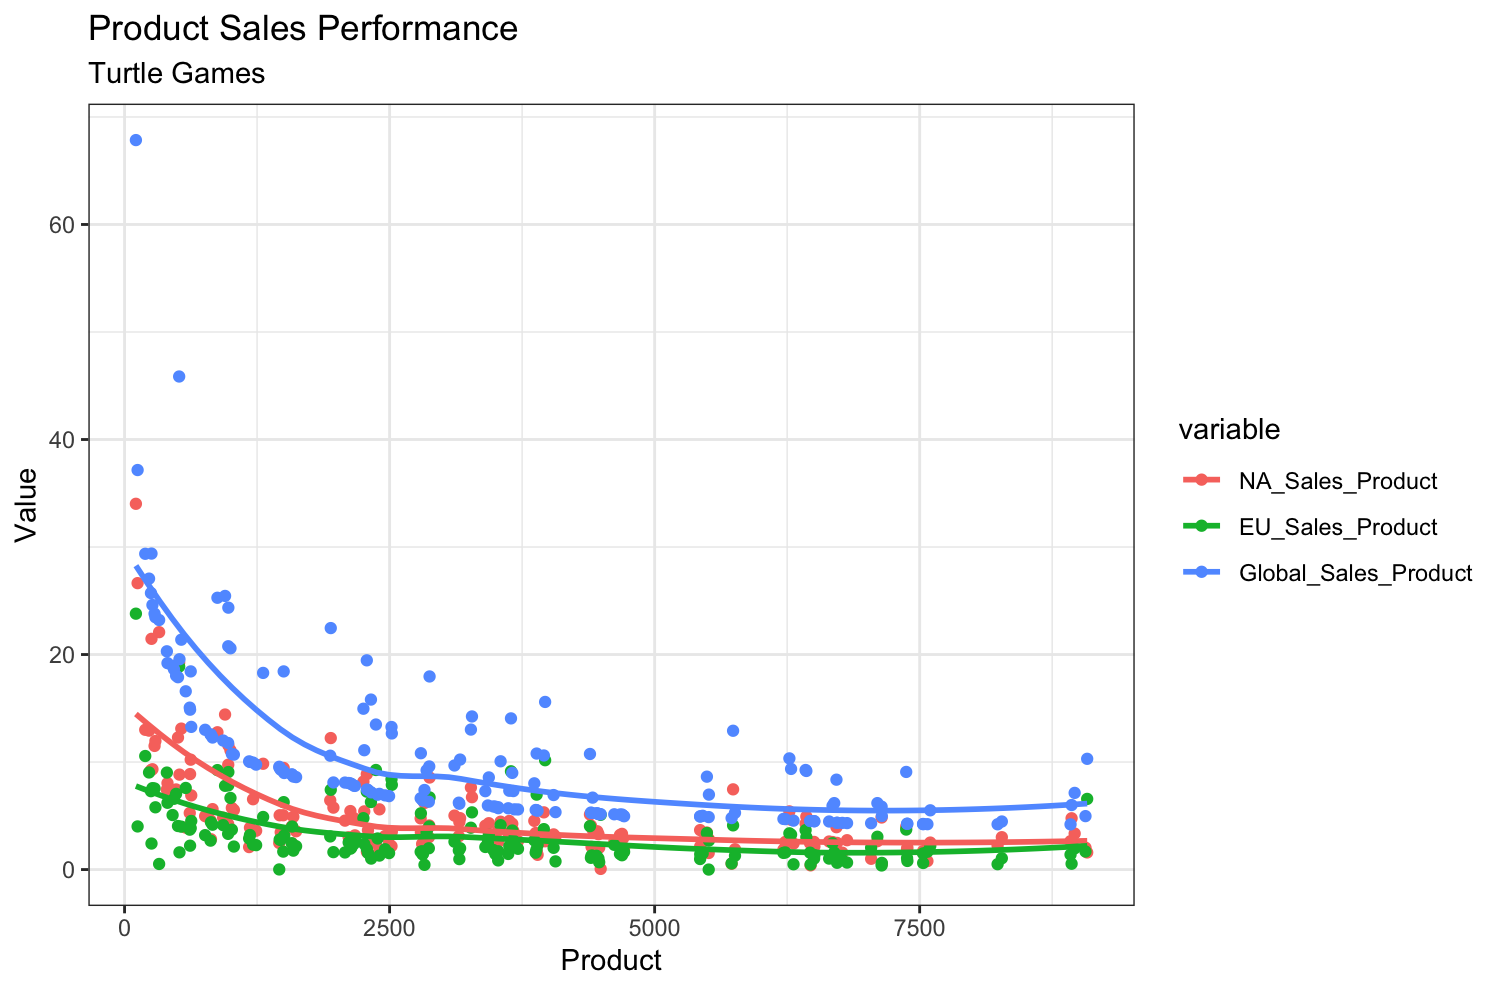 Product Sales Performance
Turtle Games
60
40
20
0
Value
0 2500 5000 7500
Product
variable
NA_Sales_Product
EU_Sales_Product
Global_Sales_Product